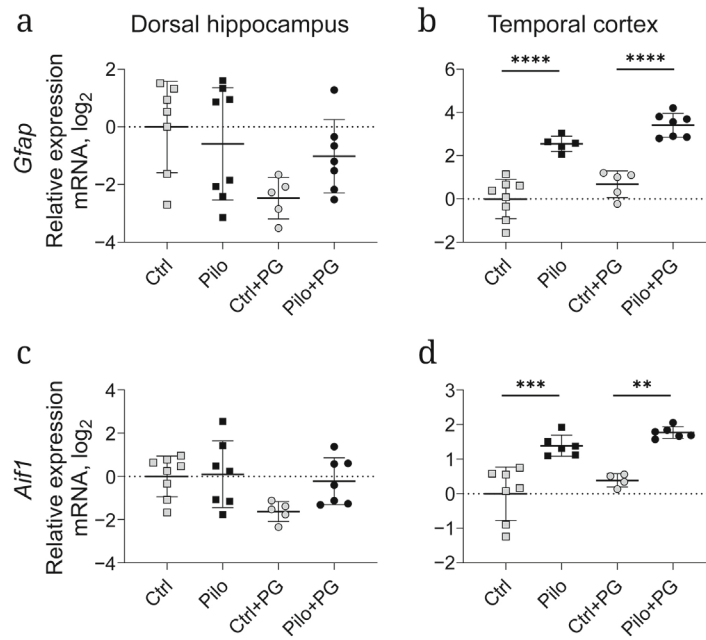 a
Dorsal hippocampus
b
Temporal cortex
Gfap
Relative expression
mRNA, log2
2
0
−2
−4
Ctrl
Pilo
Ctrl+PG
Pilo+PG
****
****
6
4
2
0
−2
Ctrl
Pilo
Ctrl+PG
Pilo+PG
c
d
Aif1
Relative expression
mRNA, log2
4
2
0
−2
−4
Ctrl
Pilo
Ctrl+PG
Pilo+PG
***
**
3
2
1
0
−1
−2
Ctrl
Pilo
Ctrl+PG
Pilo+PG